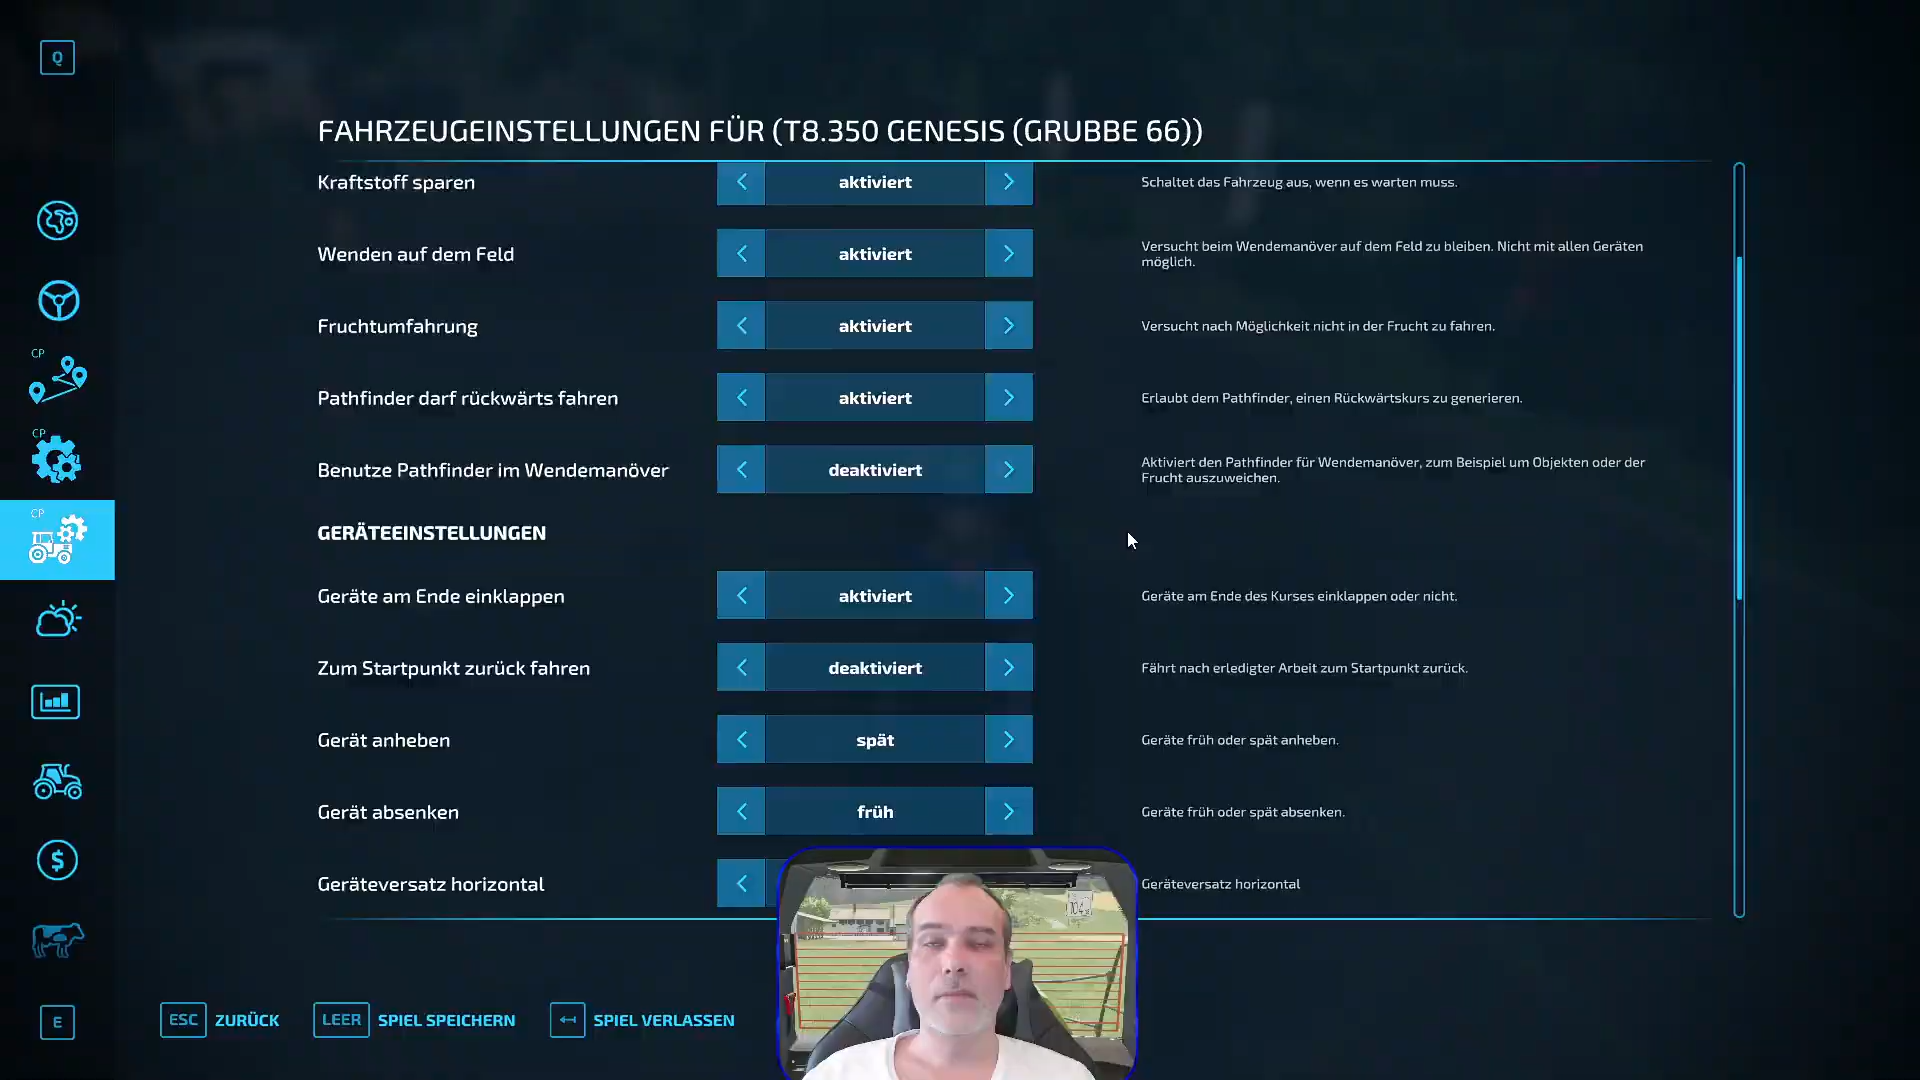 Q
FAHRZEUGEINSTELLUNGEN FÜR (T8.350 GENESIS (GRUBBE 66))
Kraftstoff sparen
aktiviert
Schaltet das Fahrzeug aus, wenn es warten muss.
Wenden auf dem Feld
aktiviert
Versucht beim Wendemanöver auf dem Feld zu bleiben. Nicht mit allen Geräten
möglich.
Fruchtumfahrung
aktiviert
Versucht nach Möglichkeit nicht in der Frucht zu fahren.
CP
Pathfinder darf rückwärts fahren
aktiviert
Erlaubt dem Pathfinder, einen Rückwärtskurs zu generieren.
CP
Benutze Pathfinder im Wendemanöver
deaktiviert
Aktiviert den Pathfinder für Wendemanöver, zum Beispiel um Objekten oder der
Frucht auszuweichen.
CP
GERÄTEEINSTELLUNGEN
Geräte am Ende einklappen
aktiviert
Geräte am Ende des Kurses einklappen oder nicht.
Zum Startpunkt zurück fahren
deaktiviert
Fährt nach erledigter Arbeit zum Startpunkt zurück.
Gerät anheben
spät
Geräte früh oder spät anheben.
Gerät absenken
früh
Geräte früh oder spät absenken.
Geräteversatz horizontal
Geräteversatz horizontal
104
E
ESC ZURÜCK
LEER SPIEL SPEICHERN
SPIEL VERLASSEN